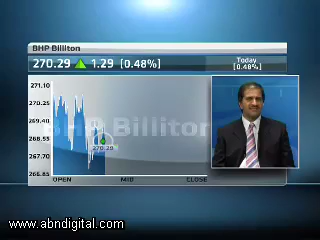 BHP Billiton
270.29 1.29 [0.48%]
Today
[0.48%]
271.10
270.25
269.40
268.55
267.70
266.85
BHP Billiton
270.20
OPEN MID CLOSE
www.abndigital.com